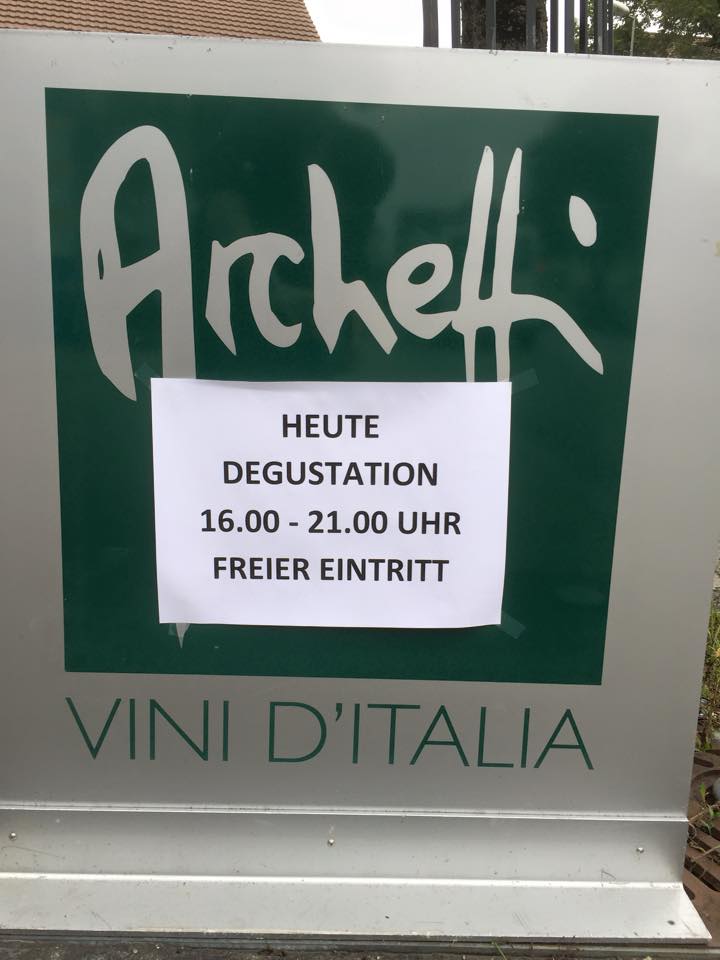 Archetti
HEUTE
DEGUSTATION
16.00 - 21.00 UHR
FREIER EINTRITT
VINI D'ITALIA